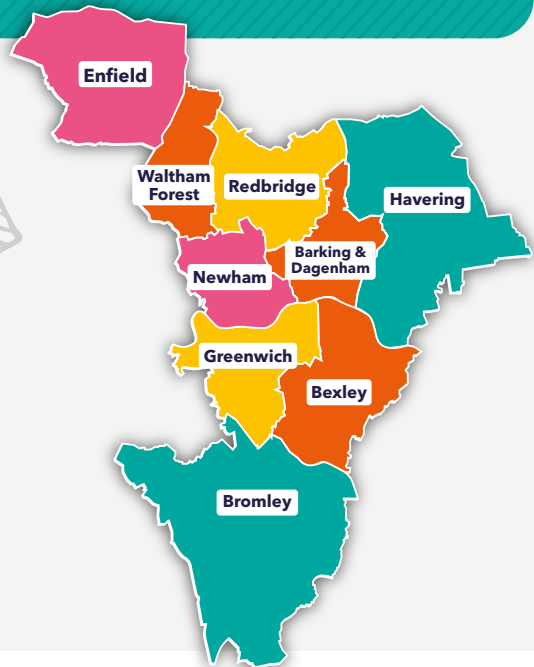 Enfield
Waltham
Forest
Redbridge
Havering
Barking &
Dagenham
Newham
Greenwich
Bexley
Bromley